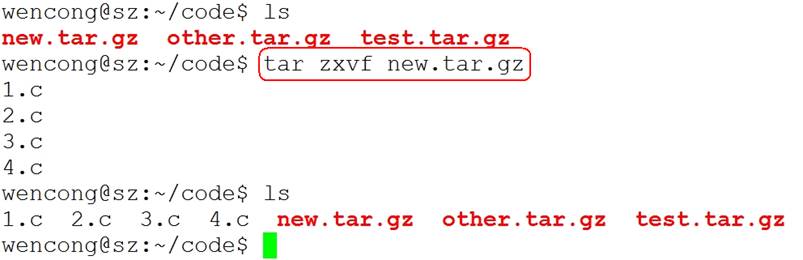 wencong@sz:~/code$ ls
new.tar.gz  other.tar.gz  test.tar.gz
wencong@sz:~/code$ tar zxvf new.tar.gz
1.c
2.c
3.c
4.c
wencong@sz:~/code$ ls
1.c  2.c  3.c  4.c  new.tar.gz  other.tar.gz  test.tar.gz
wencong@sz:~/code$